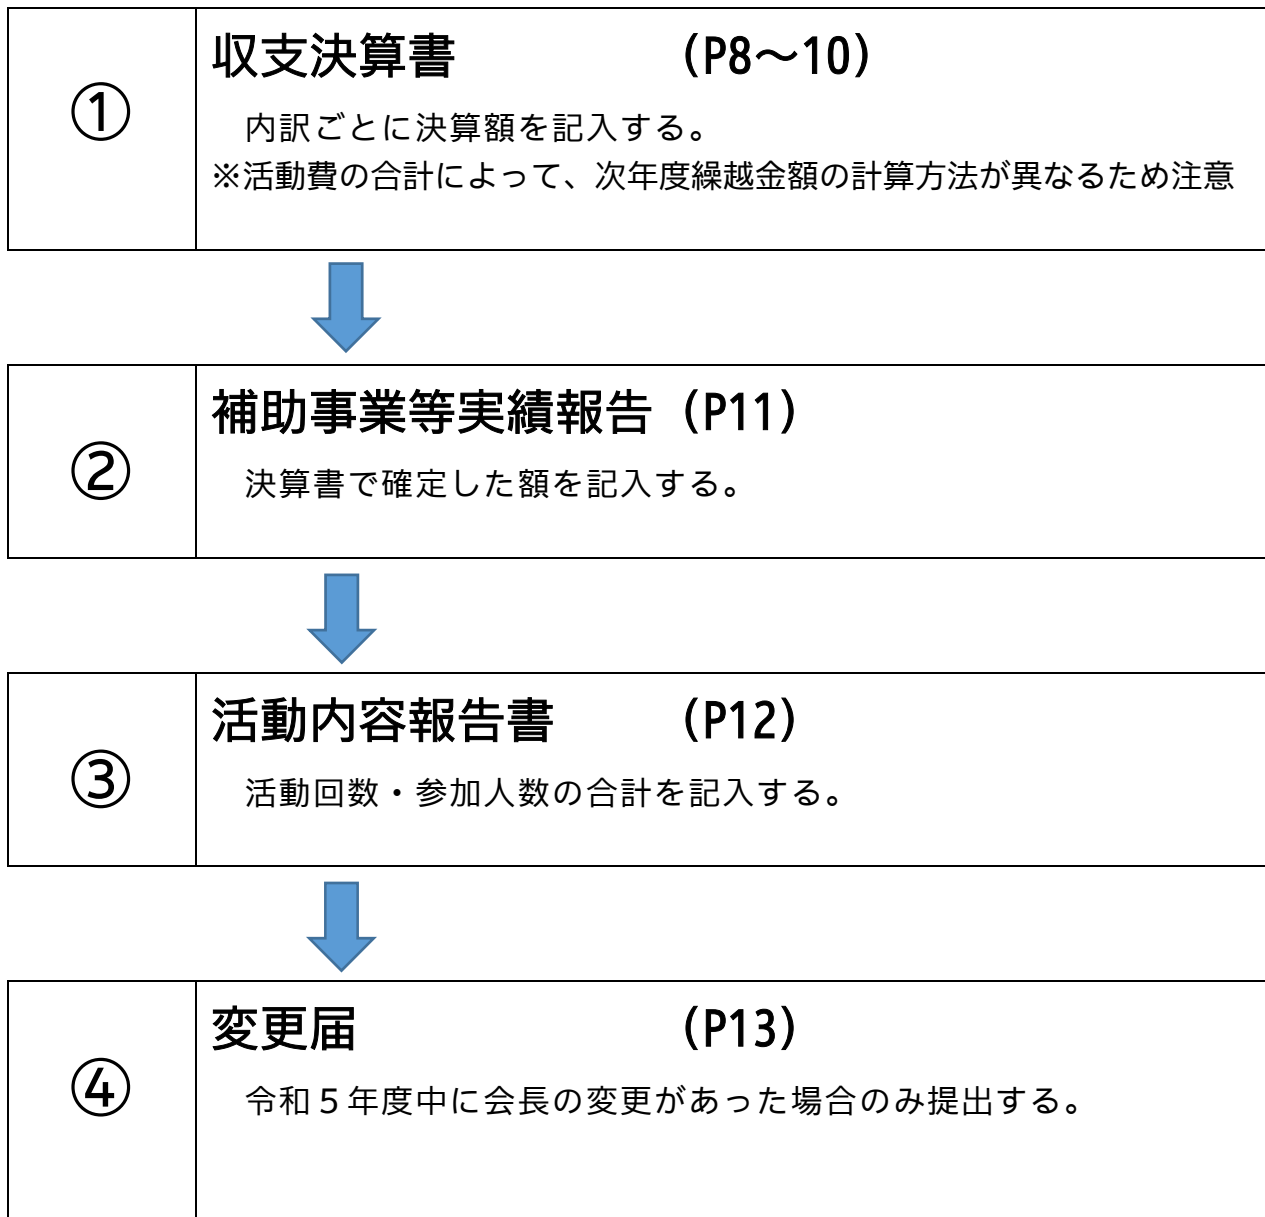 ①
収支決算書　　　　　（P8～10）
内訳ごとに決算額を記入する。
※活動費の合計によって、次年度繰越金額の計算方法が異なるため注意
②
補助事業等実績報告（P11）
決算書で確定した額を記入する。
③
活動内容報告書　　　（P12）
活動回数・参加人数の合計を記入する。
④
変更届　　　　　　　（P13）
令和５年度中に会長の変更があった場合のみ提出する。